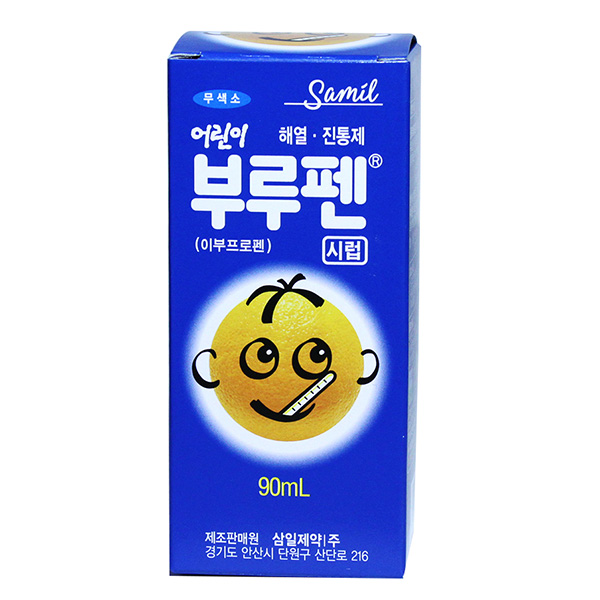 무색소
Samil
어린이
해열·진통제
부루펜®
(이부프로펜)
시럽
90mL
제조판매원 삼일제약|주
경기도 안산시 단원구 산단로 216